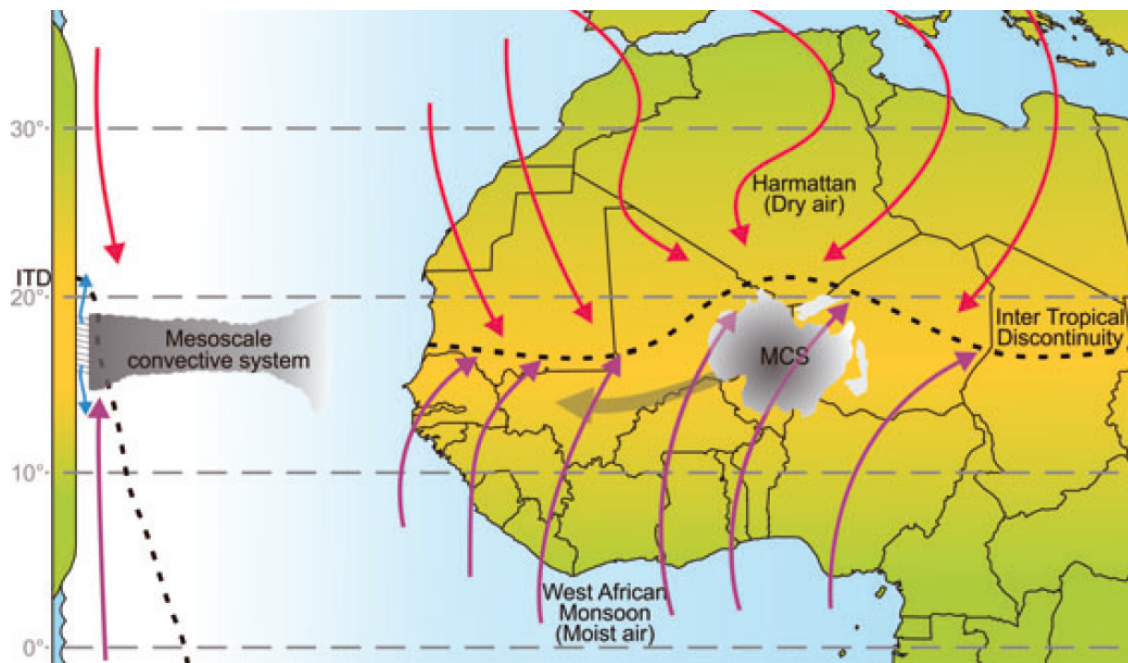 30°
Harmattan
(Dry air)
ITD
20°
Inter Tropical
Discontinuity
Mesoscale
convective system
MCS
10°
West African
Monsoon
(Moist air)
0°